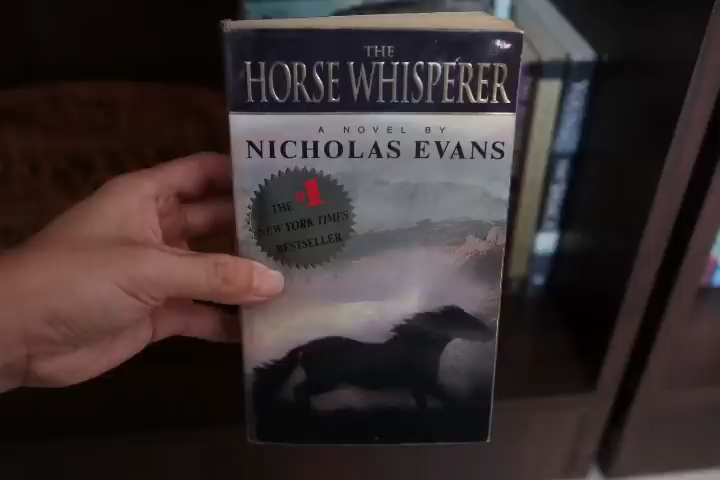 THE
HORSE WHISPERER
A NOVEL BY
NICHOLAS EVANS
THE #1
NEW YORK TIMES
BESTSELLER